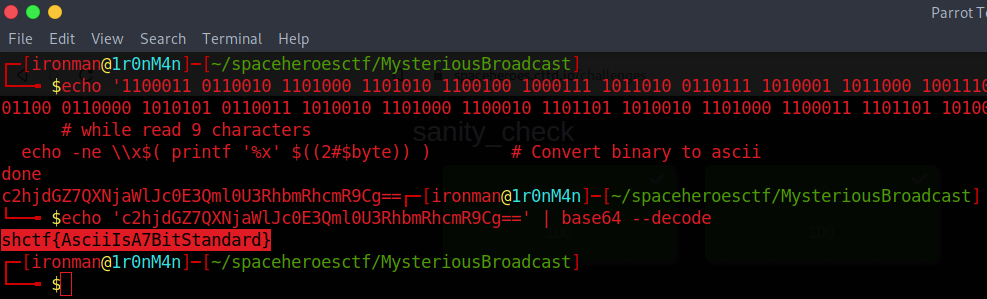 Parrot Te
File Edit View Search Terminal Help
┌─[ironman@1r0nM4n]─[~/spaceheroesctf/MysteriousBroadcast]
└──╼ $echo '1100011 0110010 1101000 1101010 1100100 1000111 1011010 0110111 1010001 1011000 1001110
01100 0110000 1010101 0110011 1010010 1101000 1100010 1101101 1010010 1101000 1100011 1101101 10100
# while read 9 characters
sanity_check
echo -ne \\x$( printf '%x' $((2#$byte)) ) # Convert binary to ascii
done
c2hjdGZ7QXNjaWlJc0E3Qml0U3RhbmRhcmR9Cg==┌─[ironman@1r0nM4n]─[~/spaceheroesctf/MysteriousBroadcast]
└──╼ $echo 'c2hjdGZ7QXNjaWlJc0E3Qml0U3RhbmRhcmR9Cg==' | base64 --decode
shctf{AsciiIsA7BitStandard}
┌─[ironman@1r0nM4n]─[~/spaceheroesctf/MysteriousBroadcast]
└──╼ $